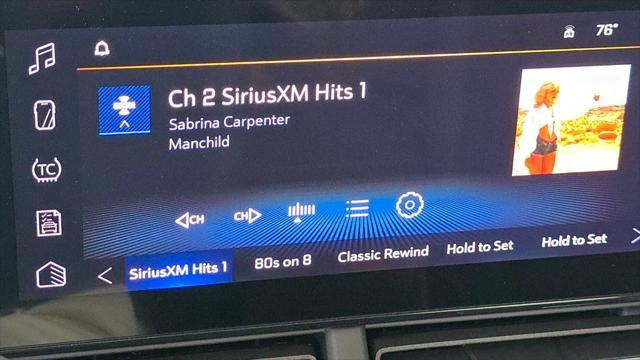 76°
Ch 2 SiriusXM Hits 1
Sabrina Carpenter
Manchild
TC
CH CH
SiriusXM Hits 1 80s on 8 Classic Rewind Hold to Set Hold to Set